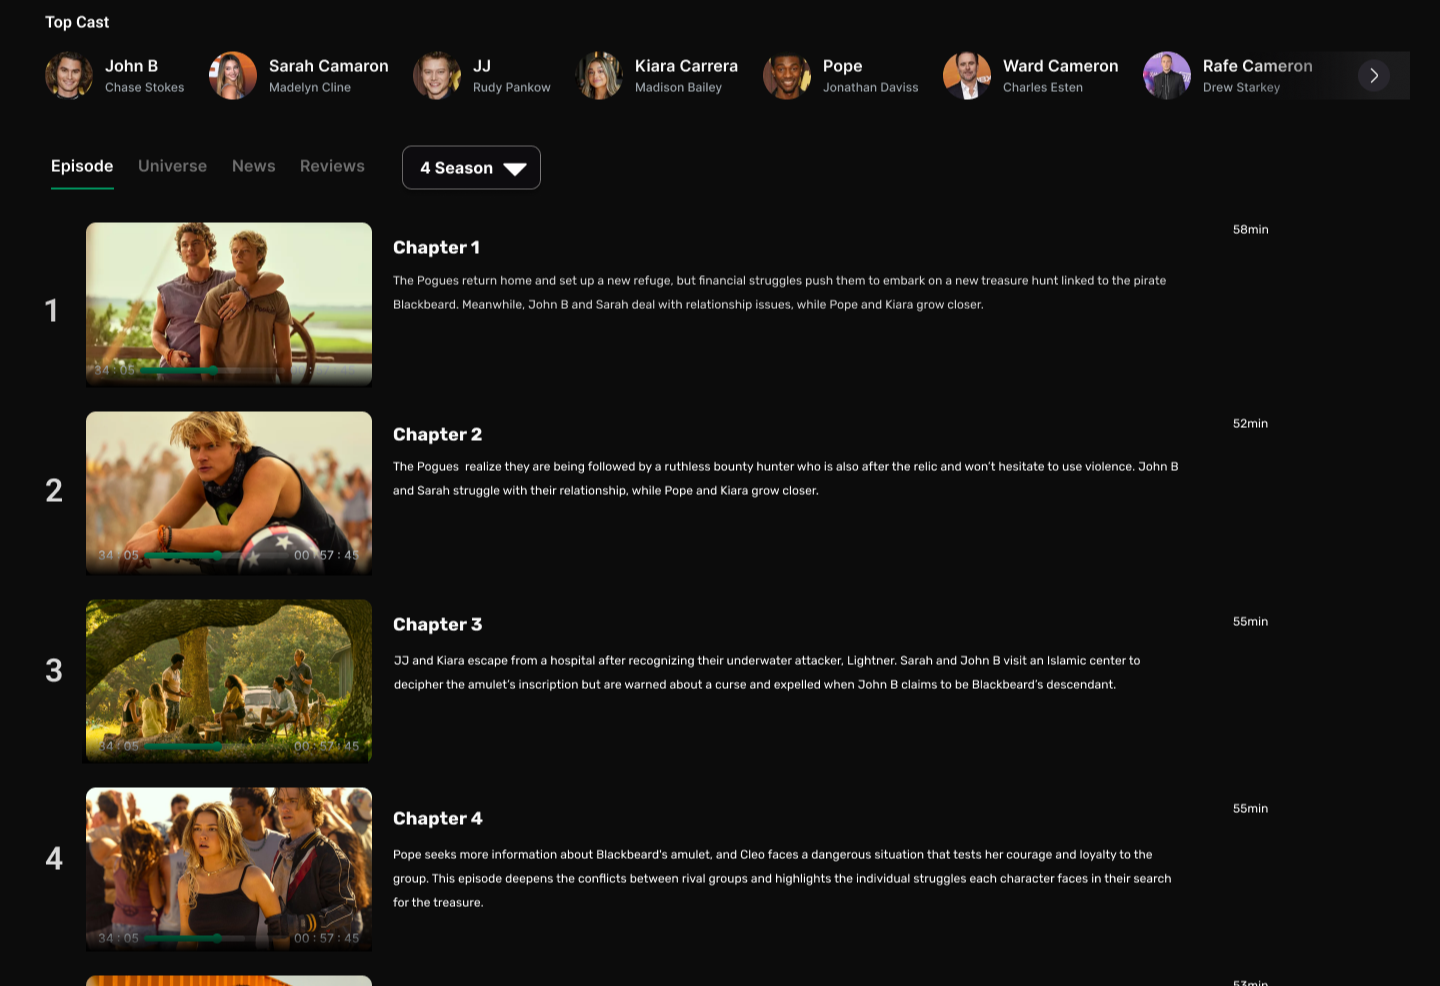 Top Cast
John B
Chase Stokes
Sarah Camaron
Madelyn Cline
JJ
Rudy Pankow
Kiara Carrera
Madison Bailey
Pope
Jonathan Daviss
Ward Cameron
Charles Esten
Rafe Cameron
Drew Starkey
Episode Universe News Reviews 4 Season
1
34 : 05
Chapter 1
58min
The Pogues return home and set up a new refuge, but financial struggles push them to embark on a new treasure hunt linked to the pirate
Blackbeard. Meanwhile, John B and Sarah deal with relationship issues, while Pope and Kiara grow closer.
2
34 : 05
00 : 57 : 45
Chapter 2
52min
The Pogues realize they are being followed by a ruthless bounty hunter who is also after the relic and won't hesitate to use violence. John B
and Sarah struggle with their relationship, while Pope and Kiara grow closer.
3
34 : 05
00 : 57 : 45
Chapter 3
55min
JJ and Kiara escape from a hospital after recognizing their underwater attacker, Lightner. Sarah and John B visit an Islamic center to
decipher the amulet's inscription but are warned about a curse and expelled when John B claims to be Blackbeard's descendant.
4
34 : 05
00 : 57 : 45
Chapter 4
55min
Pope seeks more information about Blackbeard's amulet, and Cleo faces a dangerous situation that tests her courage and loyalty to the
group. This episode deepens the conflicts between rival groups and highlights the individual struggles each character faces in their search
for the treasure.
53min